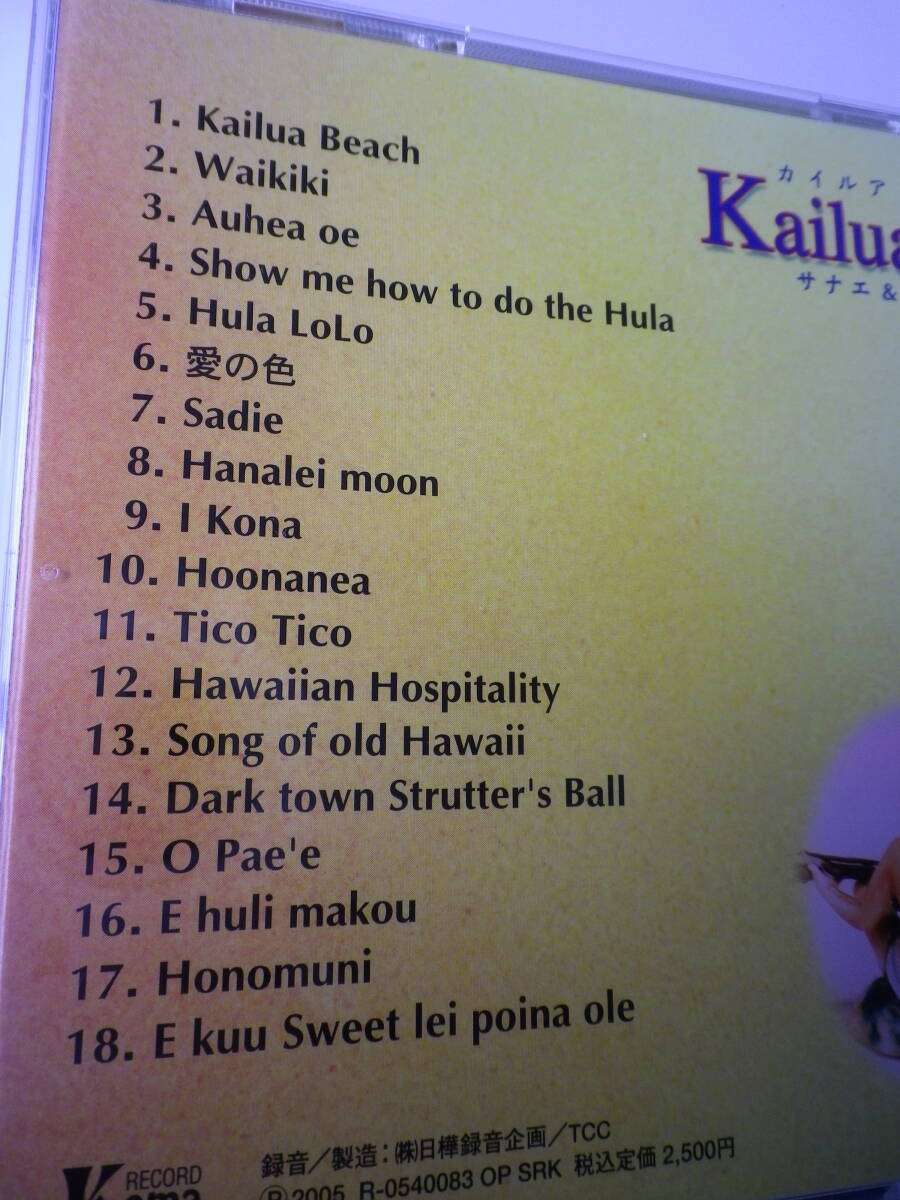 1. Kailua Beach
2. Waikiki
3. Auhea oe
4. Show me how to do the Hula
5. Hula LoLo
6. 愛の色
7. Sadie
8. Hanalei moon
9. I Kona
10. Hoonanea
11. Tico Tico
12. Hawaiian Hospitality
13. Song of old Hawaii
14. Dark town Strutter's Ball
15. O Pae'e
16. E huli makou
17. Honomuni
18. E kuu Sweet lei poina ole
カイルア
Kailua
サナエ&
RECORD
録音／製造：㈱日樺録音企画／TCC
Ⓟ2005 R-0540083 OP SRK 税込定価 2,500円